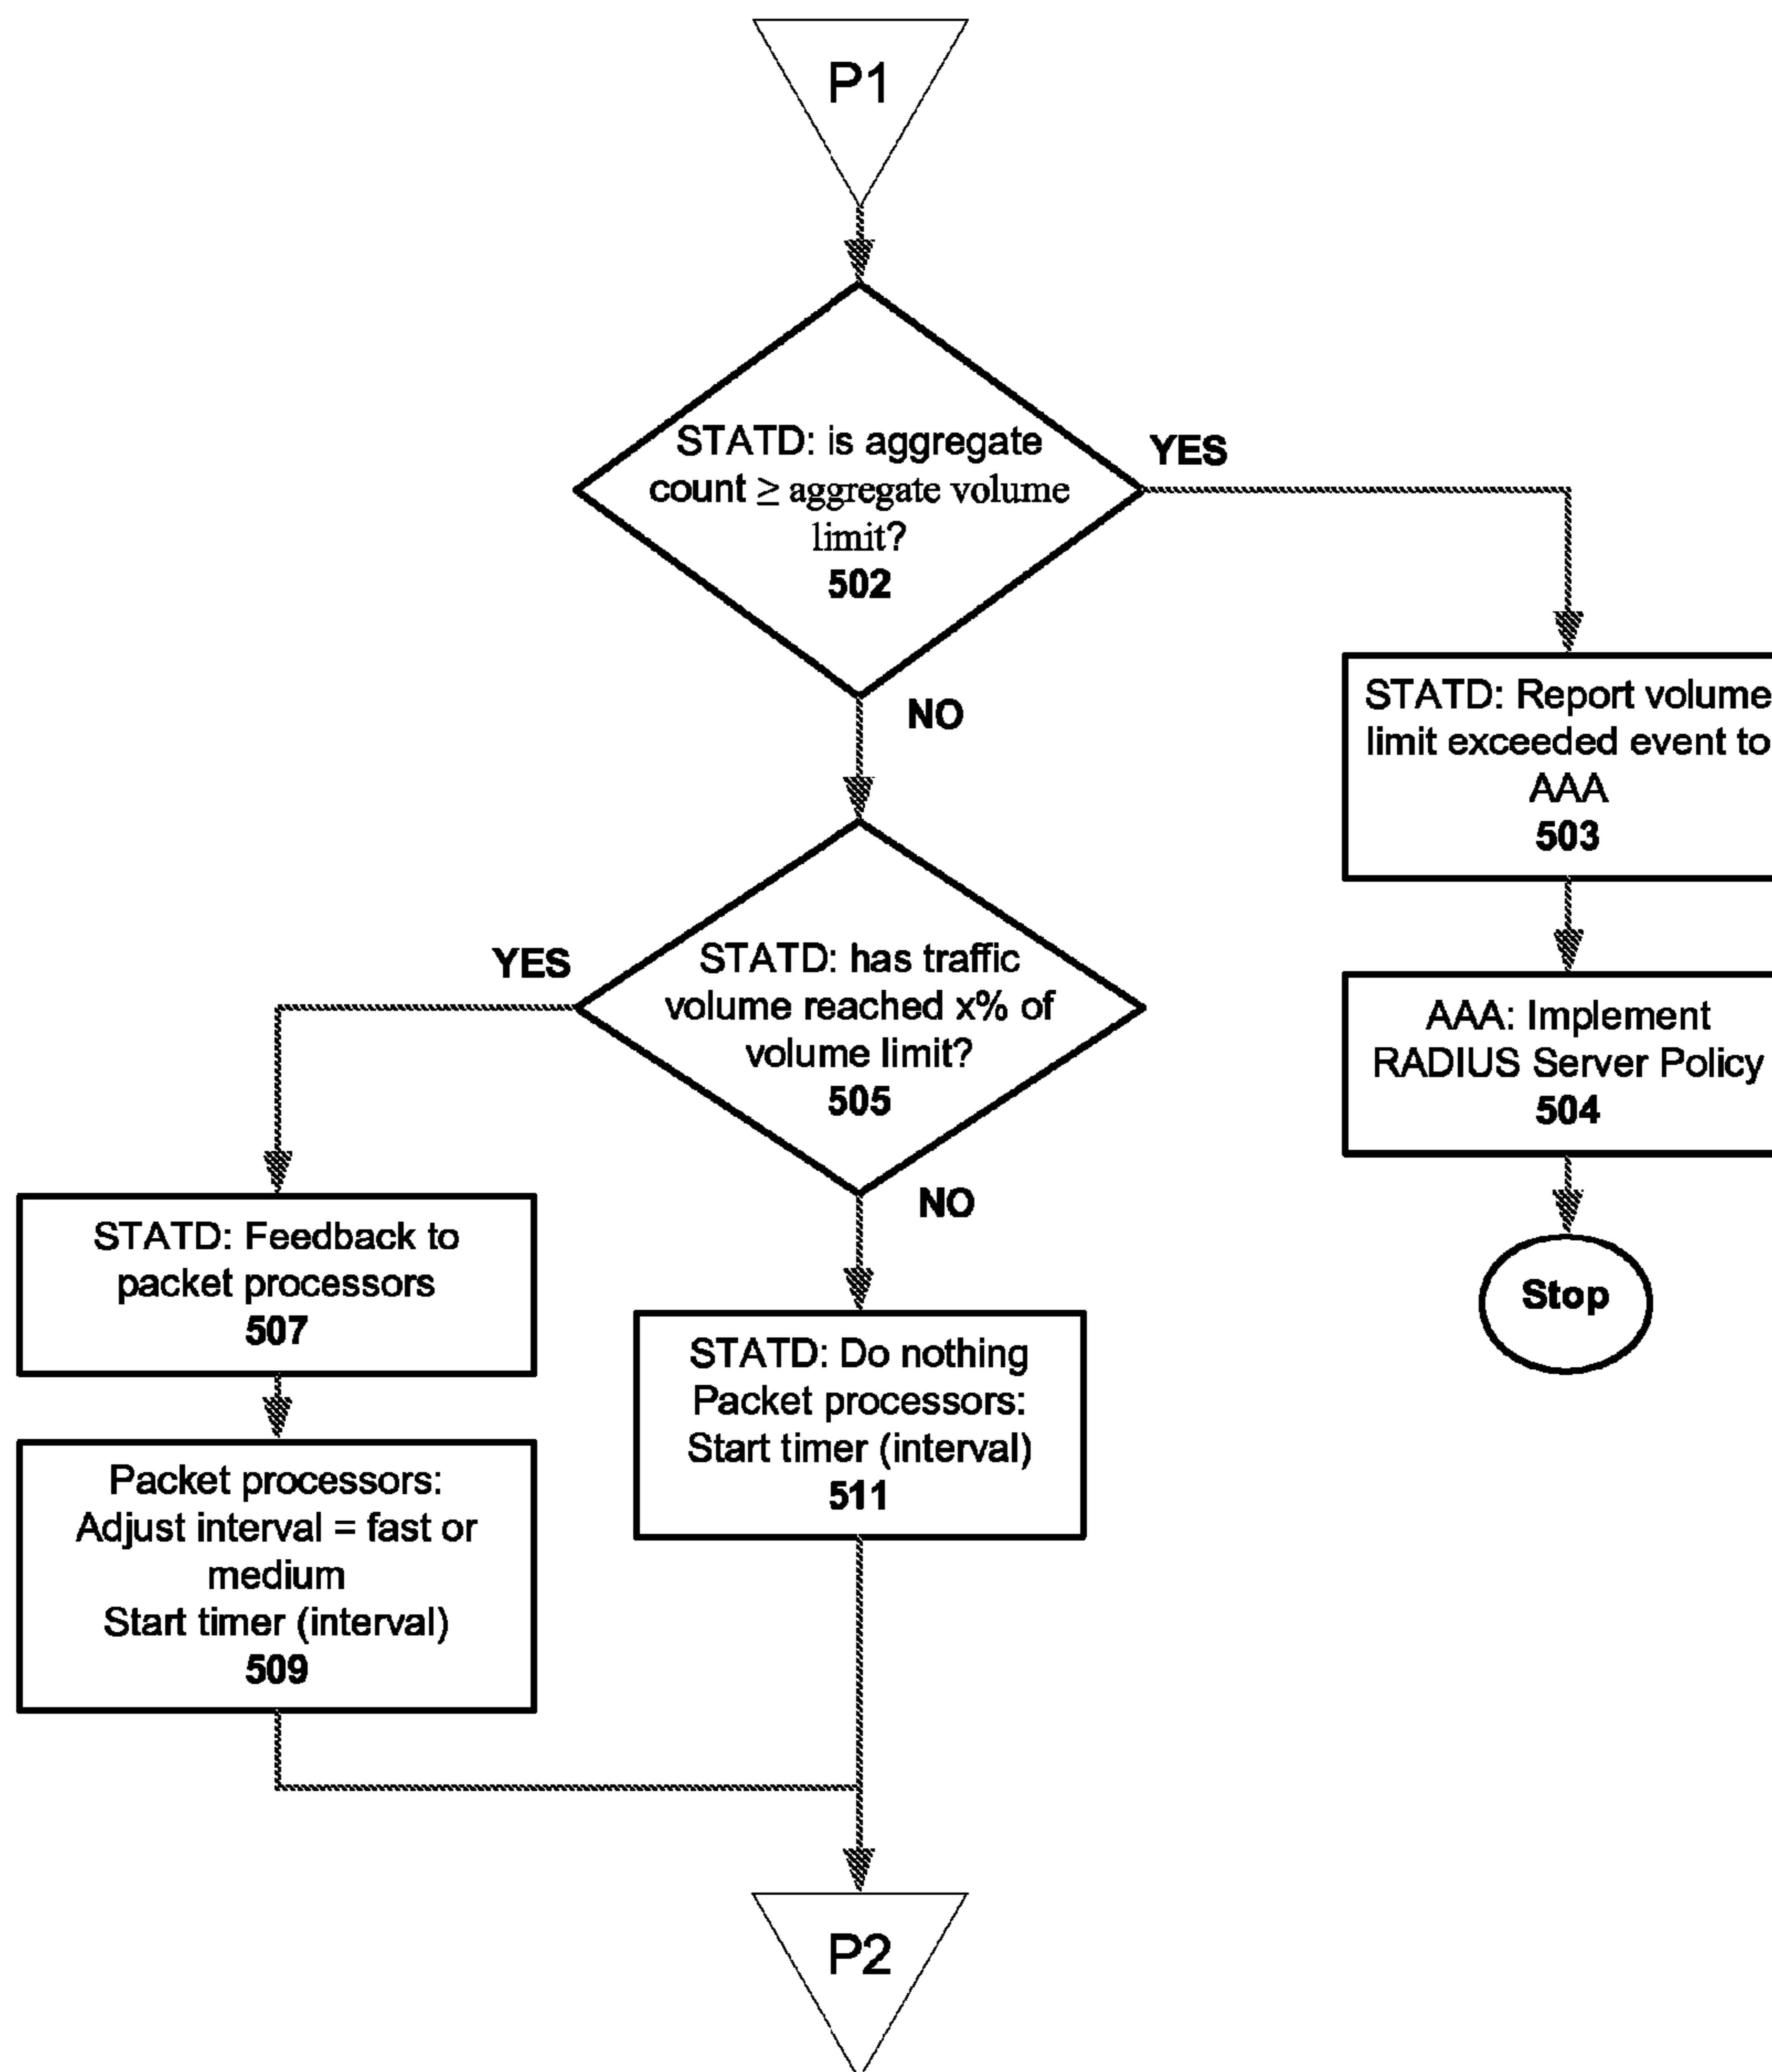 P1
STATD: is aggregate
count ≥ aggregate volume
limit?
502
YES
NO
STATD: Report volume
limit exceeded event to
AAA
503
YES
STATD: has traffic
volume reached x% of
volume limit?
505
NO
AAA: Implement
RADIUS Server Policy
504
Stop
STATD: Feedback to
packet processors
507
STATD: Do nothing
Packet processors:
Start timer (interval)
511
Packet processors:
Adjust interval = fast or
medium
Start timer (interval)
509
P2